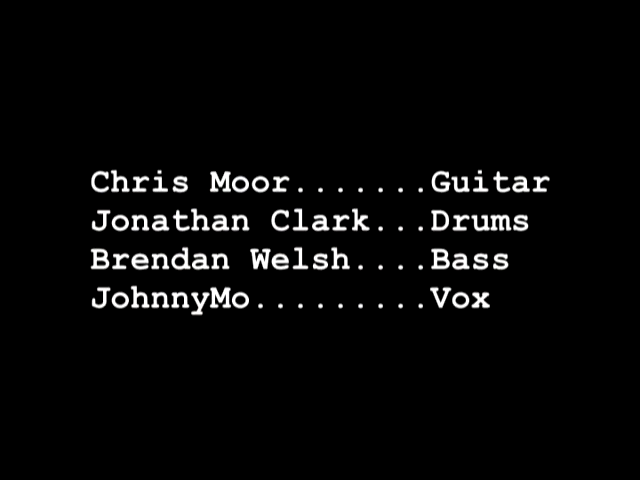 Chris Moor.......Guitar
Jonathan Clark...Drums
Brendan Welsh....Bass
JohnnyMo.........Vox